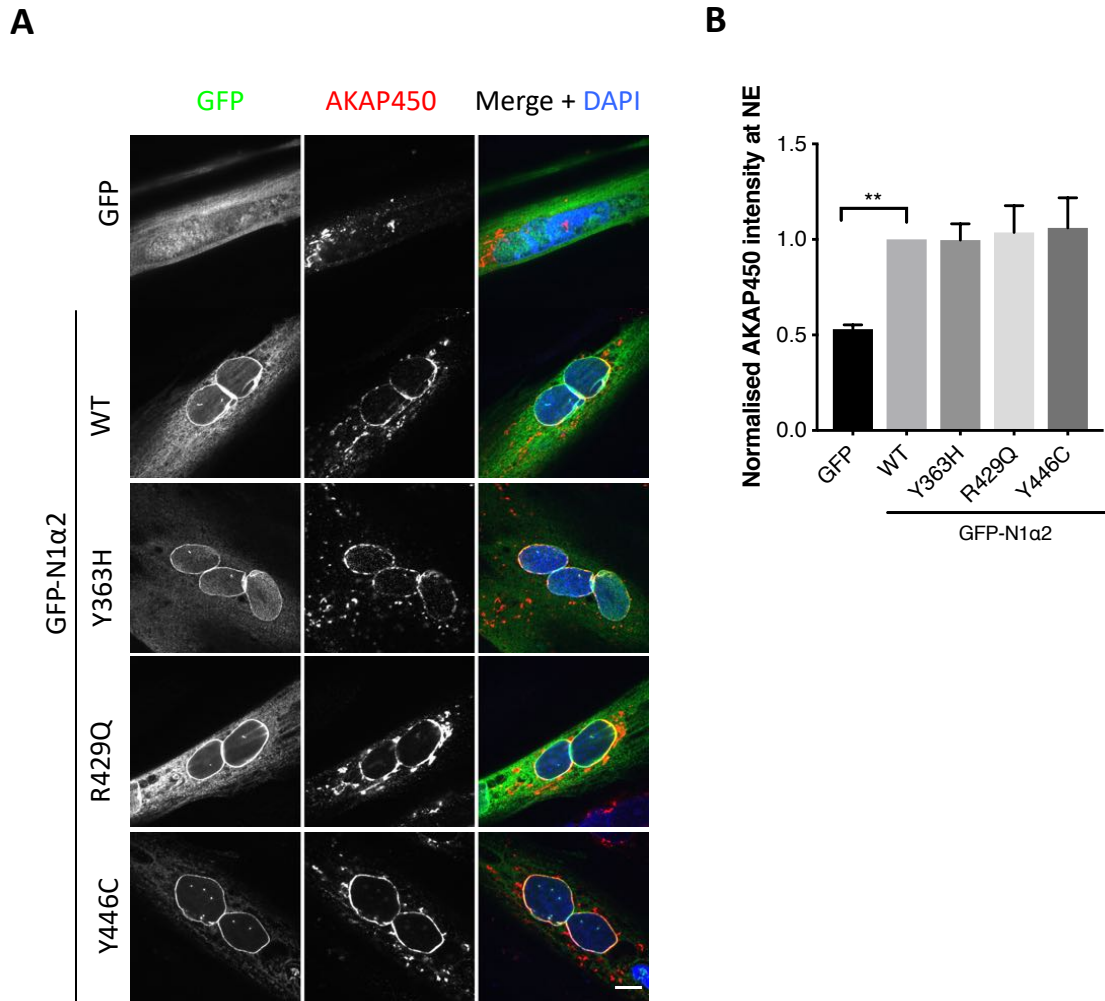 A
GFP AKAP450 Merge + DAPI
GFP
WT
Y363H
R429Q
Y446C
GFP-N1α2
B
Normalised AKAP450 intensity at NE
1.5
1.0
0.5
0.0
**
GFP WT Y363H R429Q Y446C
GFP-N1α2